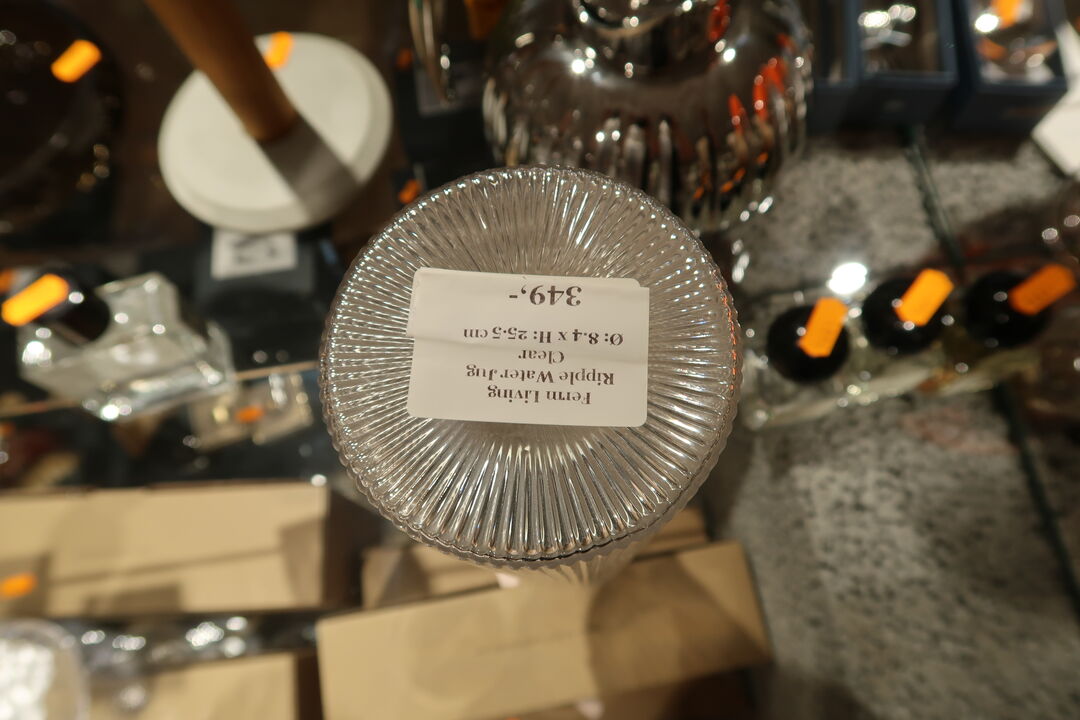 Ferm Living
Ripple Water Jug
Clear
Ø: 8.4 x H: 25.5 cm
349,-